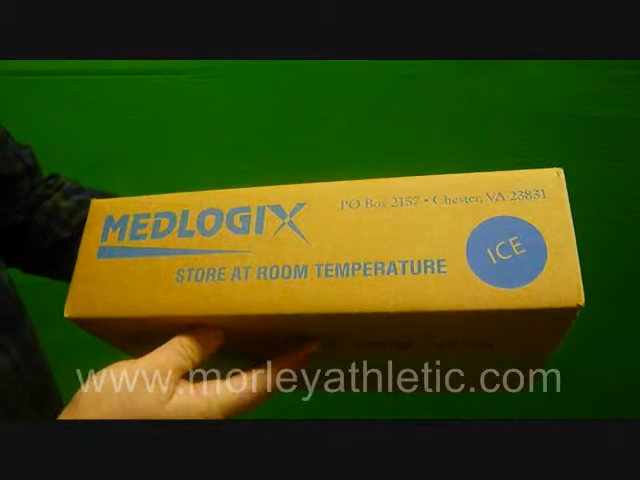 PO Box 2157 • Chester, VA 23831
MEDLOGIX
STORE AT ROOM TEMPERATURE
ICE
www.morleyathletic.com